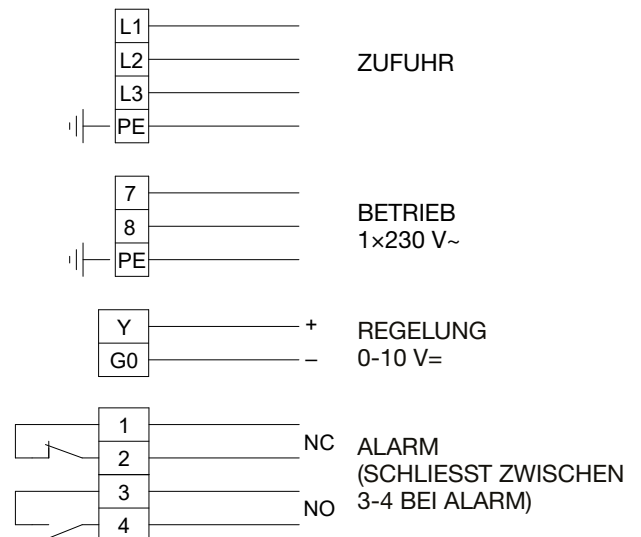 L1
L2
L3
PE
ZUFUHR
7
8
PE
BETRIEB
1×230 V~
Y +
G0 –
REGELUNG
0-10 V=
1
2
NC
3
4
NO
ALARM
(SCHLIESST ZWISCHEN
3-4 BEI ALARM)